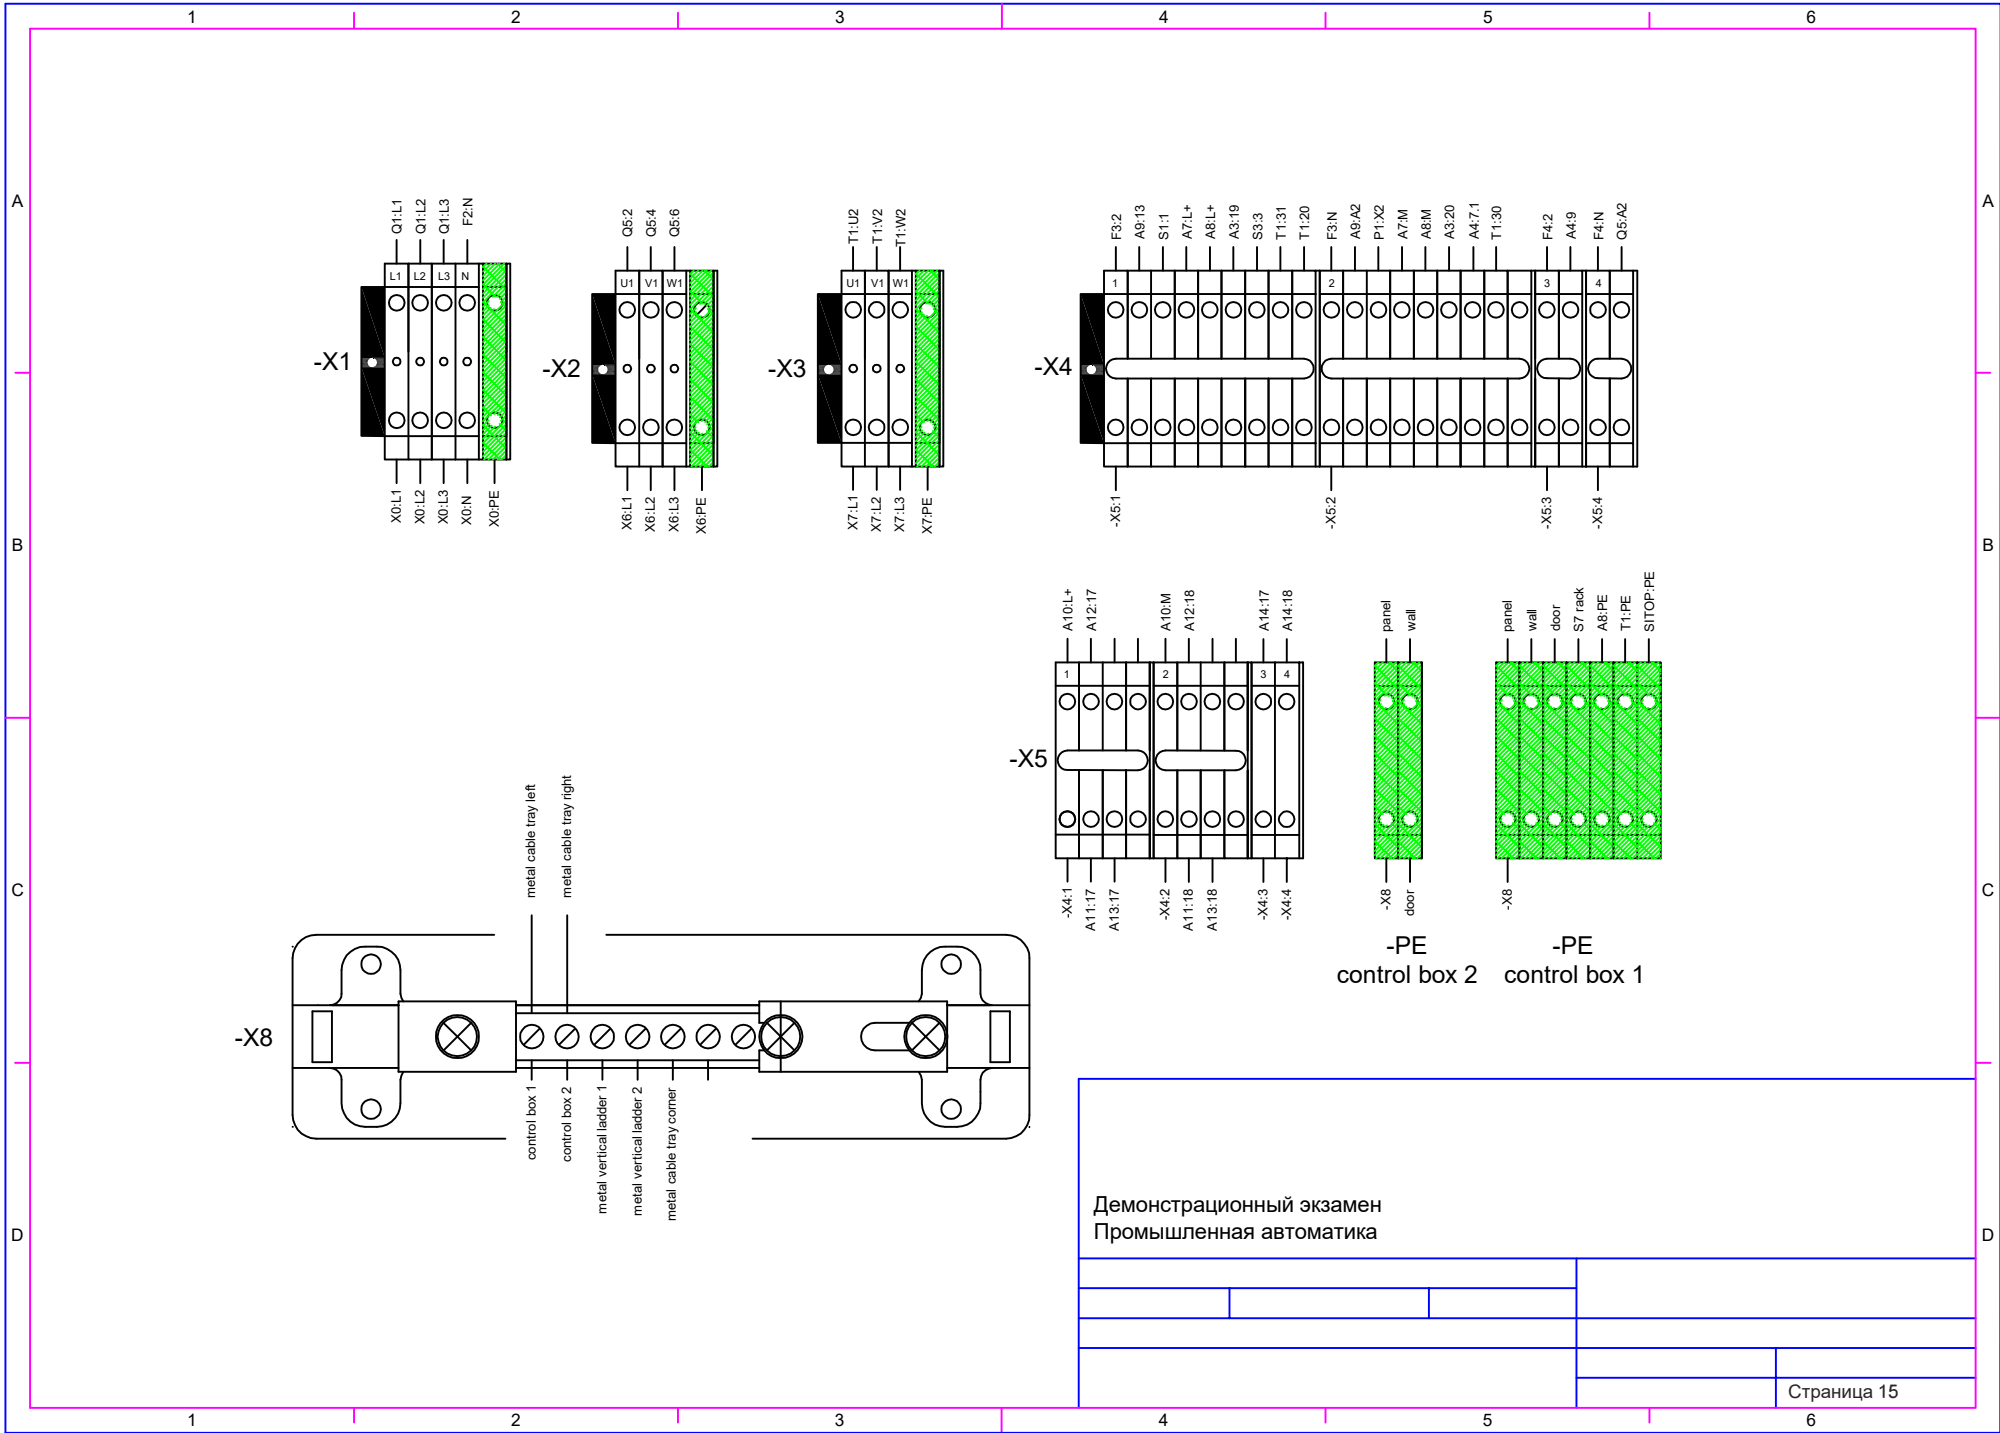 1 2 3 4 5 6
A
A
Q1:L1
Q1:L2
Q1:L3
F2:N
L1 L2 L3 N
-X1
X0:L1
X0:L2
X0:L3
X0:N
X0:PE
Q5:2
Q5:4
Q5:6
U1 V1 W1
-X2
X6:L1
X6:L2
X6:L3
X6:PE
T1:U2
T1:V2
T1:W2
U1 V1 W1
-X3
X7:L1
X7:L2
X7:L3
X7:PE
F3:2
A9:13
S1:1
A7:L+
A8:L+
A3:19
S3:3
T1:31
T1:20
F3:N
A9:A2
P1:X2
A7:M
A8:M
A3:20
A4:7.1
T1:30
F4:2
A4:9
F4:N
Q5:A2
1 2 3 4
-X4
-X5:1
-X5:2
-X5:3
-X5:4
B
B
A10:L+
A12:17
A10:M
A12:18
A14:17
A14:18
1 2 3 4
-X5
-X4:1
A11:17
A13:17
-X4:2
A11:18
A13:18
-X4:3
-X4:4
panel
wall
-X8
door
-PE
control box 2
panel
wall
door
S7 rack
A8:PE
T1:PE
SITOP:PE
-X8
-PE
control box 1
C
C
metal cable tray left
metal cable tray right
-X8
control box 1
control box 2
metal vertical ladder 1
metal vertical ladder 2
metal cable tray corner
D
D
Демонстрационный экзамен
Промышленная автоматика
Страница 15
1 2 3 4 5 6